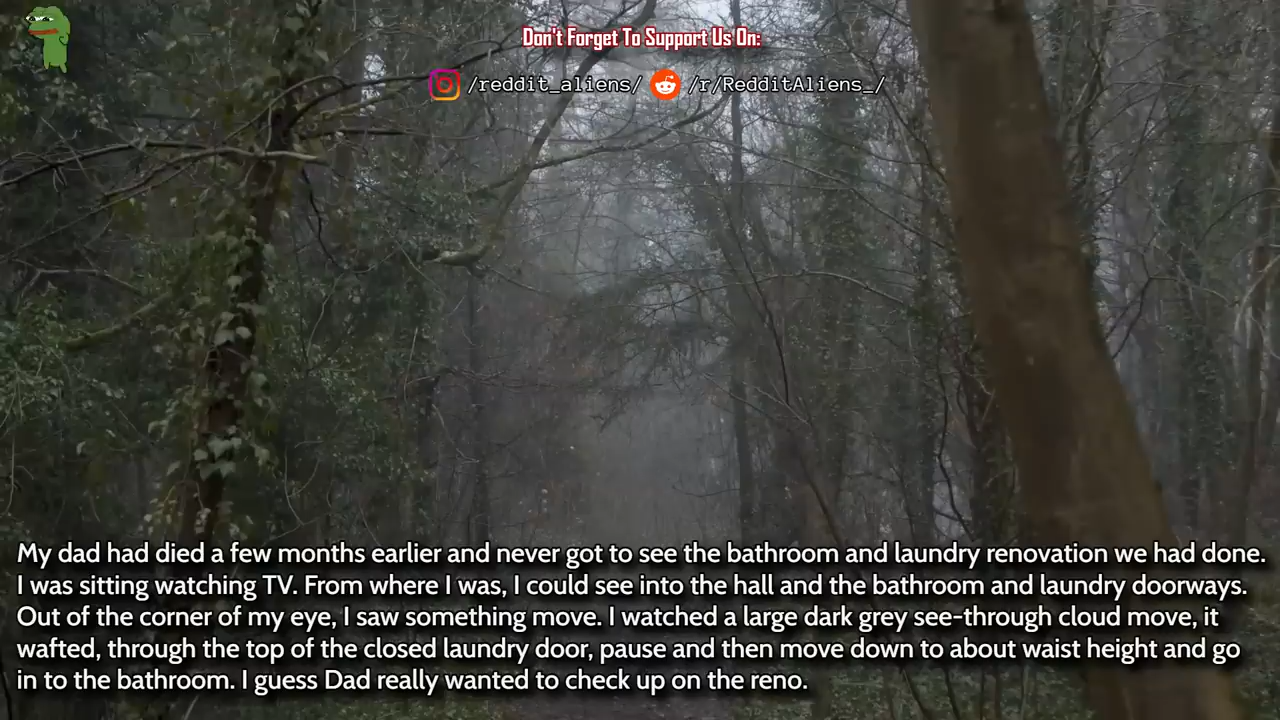 Don't Forget To Support Us On:
/reddit_aliens/ /r/RedditAliens_/
My dad had died a few months earlier and never got to see the bathroom and laundry renovation we had done.
I was sitting watching TV. From where I was, I could see into the hall and the bathroom and laundry doorways.
Out of the corner of my eye, I saw something move. I watched a large dark grey see-through cloud move, it
wafted, through the top of the closed laundry door, pause and then move down to about waist height and go
in to the bathroom. I guess Dad really wanted to check up on the reno.